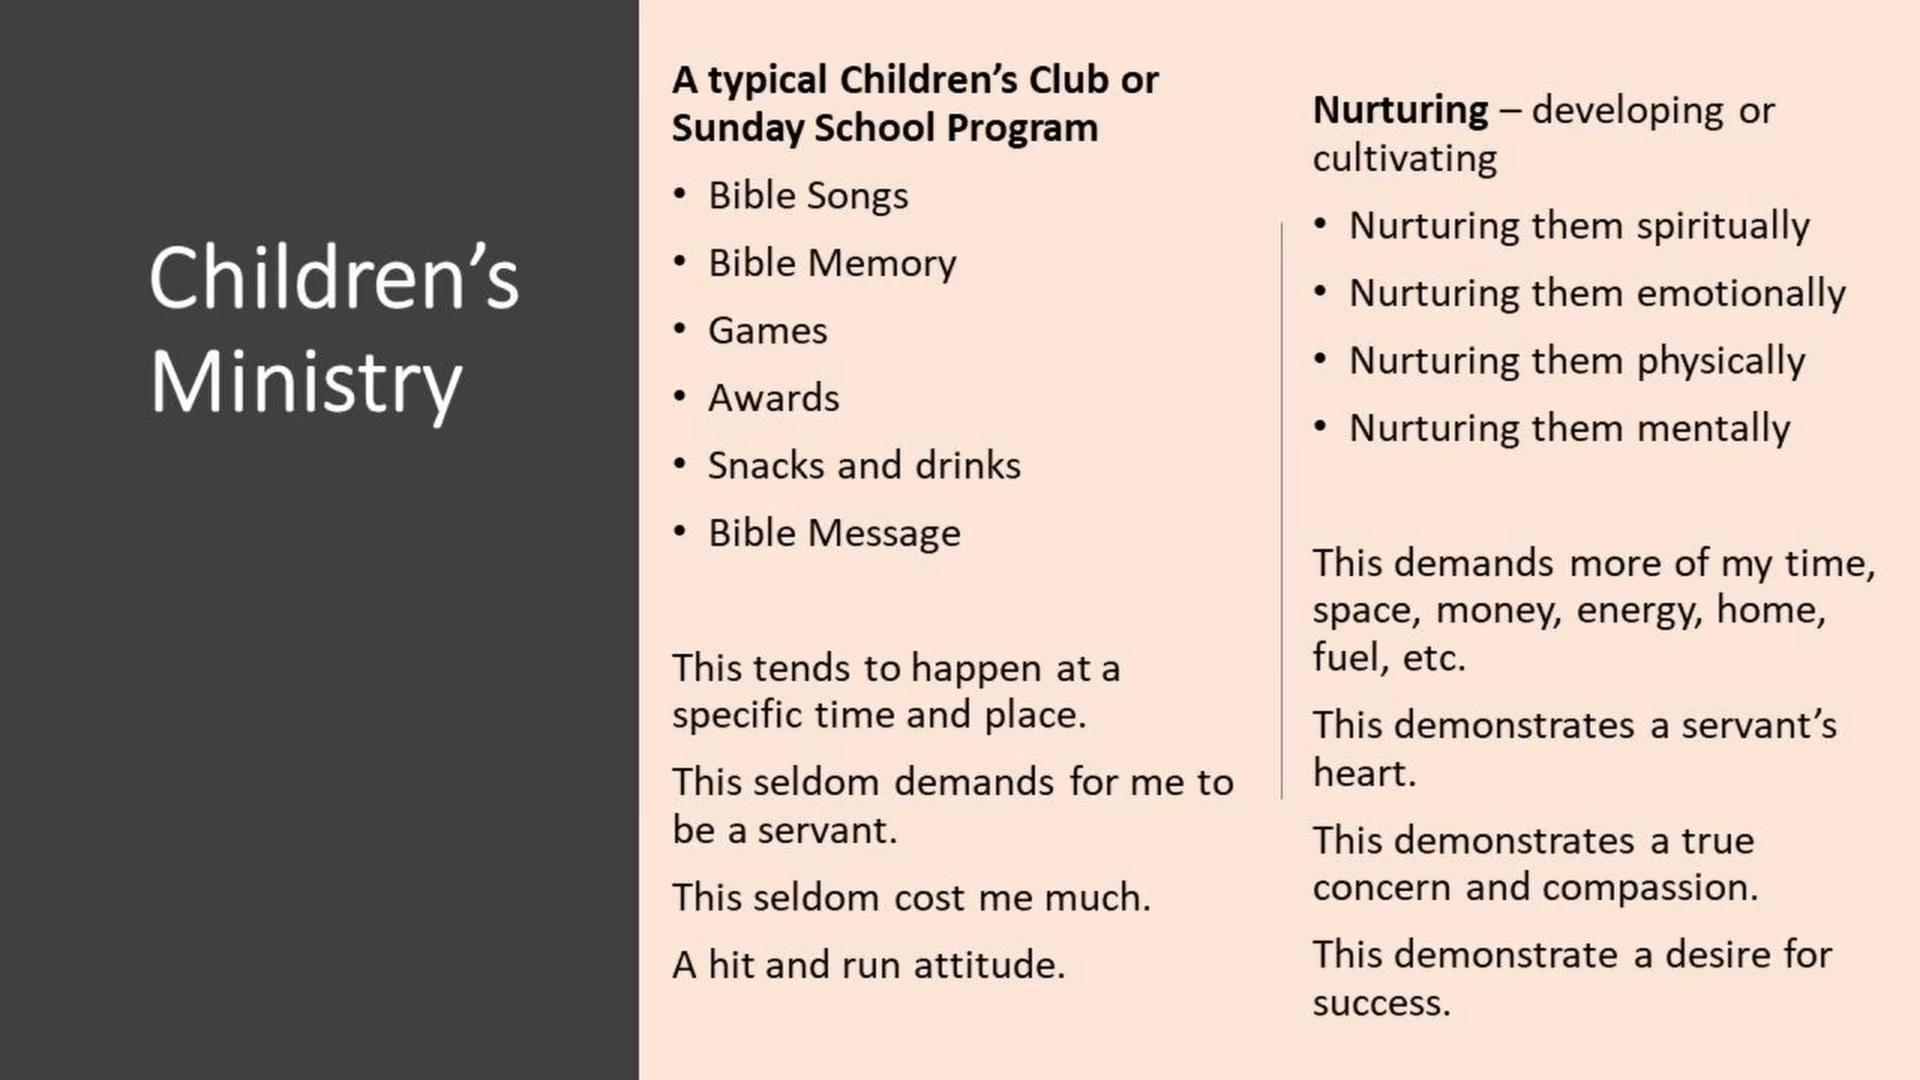 Children’s
Ministry
A typical Children’s Club or
Sunday School Program
• Bible Songs
• Bible Memory
• Games
• Awards
• Snacks and drinks
• Bible Message
This tends to happen at a
specific time and place.
This seldom demands for me to
be a servant.
This seldom cost me much.
A hit and run attitude.
Nurturing – developing or
cultivating
• Nurturing them spiritually
• Nurturing them emotionally
• Nurturing them physically
• Nurturing them mentally
This demands more of my time,
space, money, energy, home,
fuel, etc.
This demonstrates a servant’s
heart.
This demonstrates a true
concern and compassion.
This demonstrate a desire for
success.